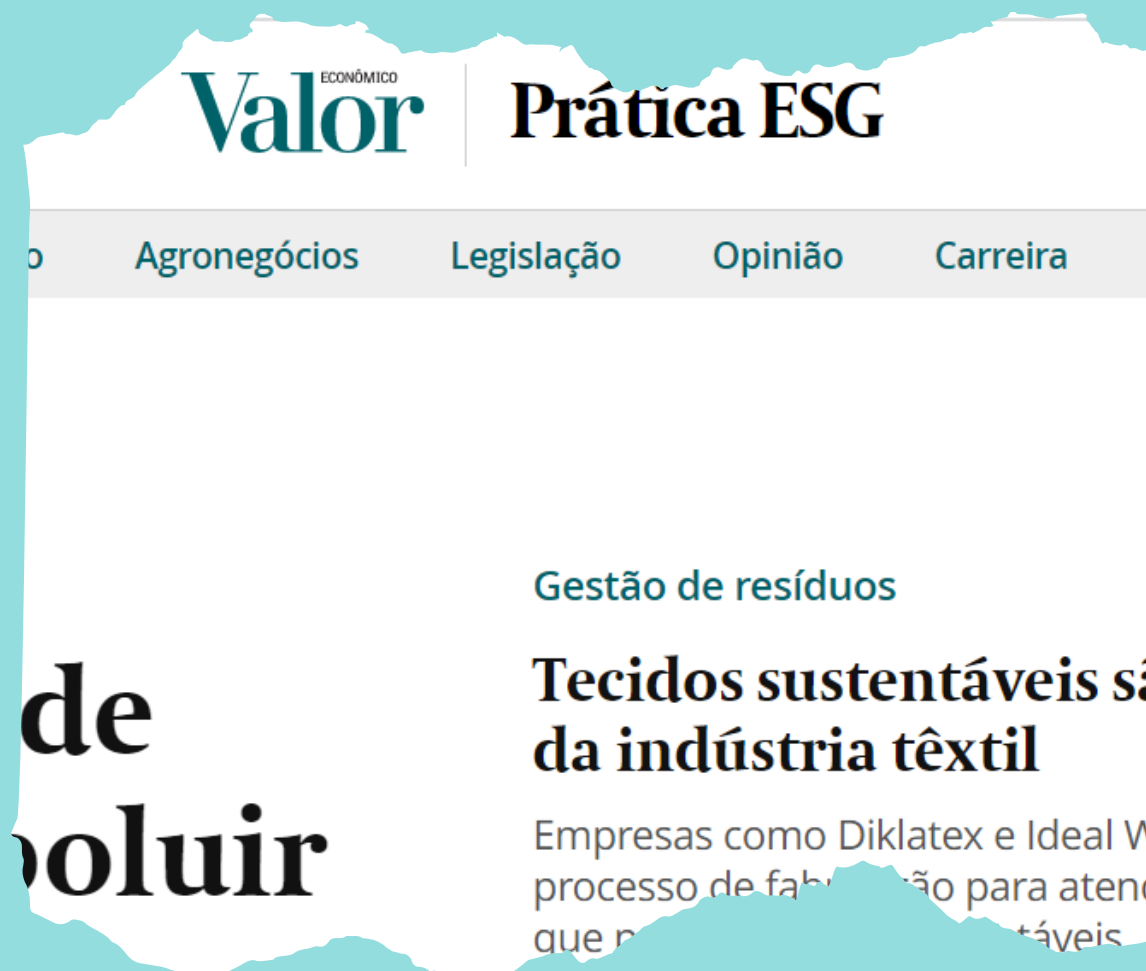 Valor ECONÔMICO
Prática ESG
Agronegócios Legislação Opinião Carreira
de
poluir
Gestão de resíduos
Tecidos sustentáveis
da indústria têxtil
Empresas como Diklatex e Ideal
processo de para
que